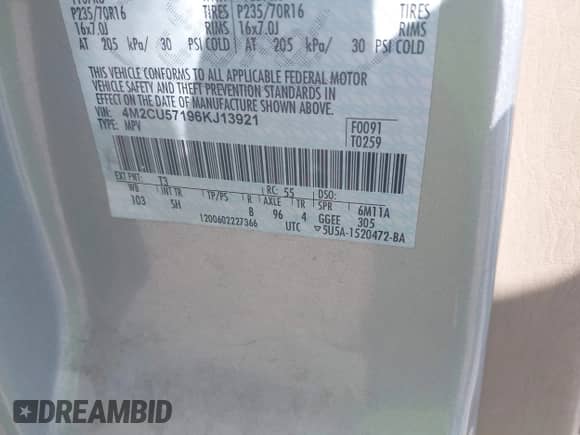 P235/70R16 TIRES P235/70R16 TIRES
16x7.0J RIMS 16x7.0J RIMS
AT 205 kPa/ 30 PSI COLD AT 205 kPa/ 30 PSI COLD
THIS VEHICLE CONFORMS TO ALL APPLICABLE FEDERAL MOTOR
VEHICLE SAFETY AND THEFT PREVENTION STANDARDS IN
EFFECT ON THE DATE OF MANUFACTURE SHOWN ABOVE.
VIN: 4M2CU57196KJ13921
TYPE: MPV
F0091
T0259
EXT PNT: T3 RC: 55 DSO:
WB INT TR TP/PS R AXLE TR SPR 6M11A
103 5H B 96 4 GGEE 305
1200602227366 UTC 5U5A-1520472-BA
DREAMBID